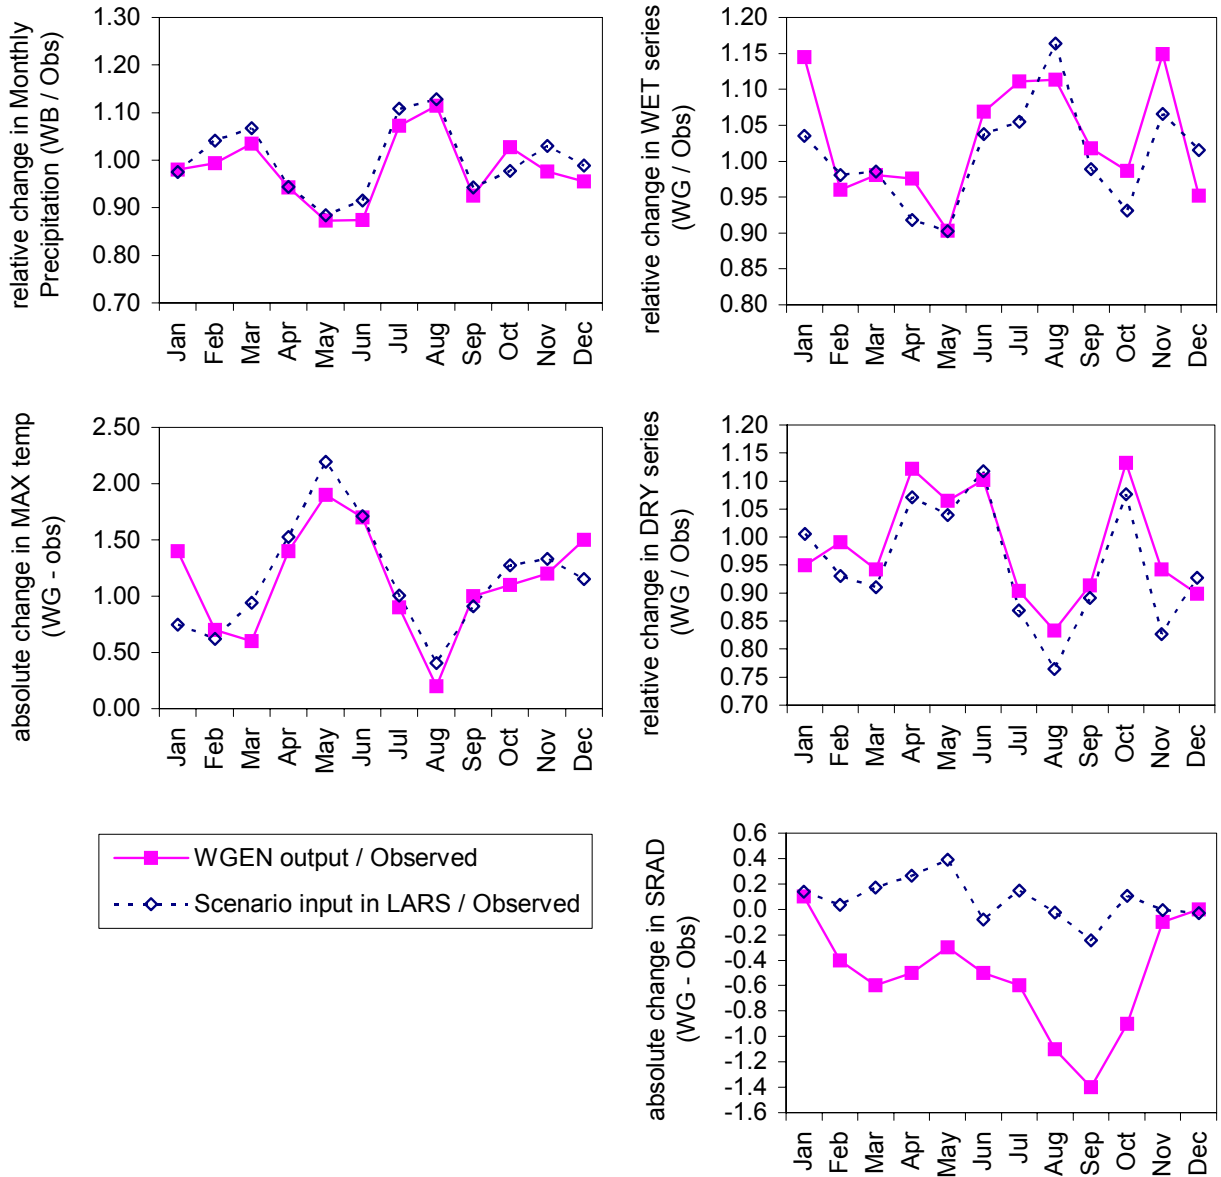 relative change in Monthly
Precipitation (WB / Obs)
1.30
1.20
1.10
1.00
0.90
0.80
0.70
Jan Feb Mar Apr May Jun Jul Aug Sep Oct Nov Dec
relative change in WET series
(WG / Obs)
1.20
1.15
1.10
1.05
1.00
0.95
0.90
0.85
0.80
Jan Feb Mar Apr May Jun Jul Aug Sep Oct Nov Dec
absolute change in MAX temp
(WG - obs)
2.50
2.00
1.50
1.00
0.50
0.00
Jan Feb Mar Apr May Jun Jul Aug Sep Oct Nov Dec
relative change in DRY series
(WG / Obs)
1.20
1.15
1.10
1.05
1.00
0.95
0.90
0.85
0.80
0.75
0.70
Jan Feb Mar Apr May Jun Jul Aug Sep Oct Nov Dec
WGEN output / Observed
Scenario input in LARS / Observed
absolute change in SRAD
(WG - Obs)
0.6
0.4
0.2
0.0
-0.2
-0.4
-0.6
-0.8
-1.0
-1.2
-1.4
-1.6
Jan Feb Mar Apr May Jun Jul Aug Sep Oct Nov Dec